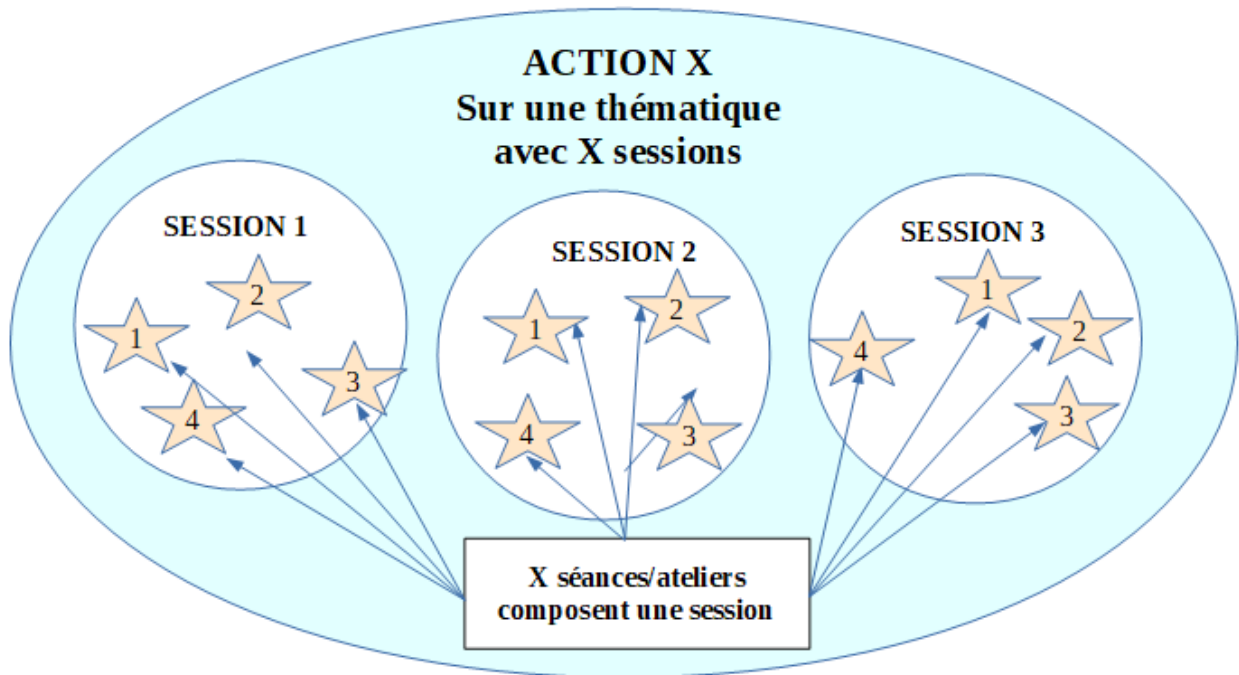 ACTION X
Sur une thématique
avec X sessions
SESSION 1
1
2
3
4
SESSION 2
1
2
3
4
SESSION 3
1
2
3
4
X séances/ateliers
composent une session